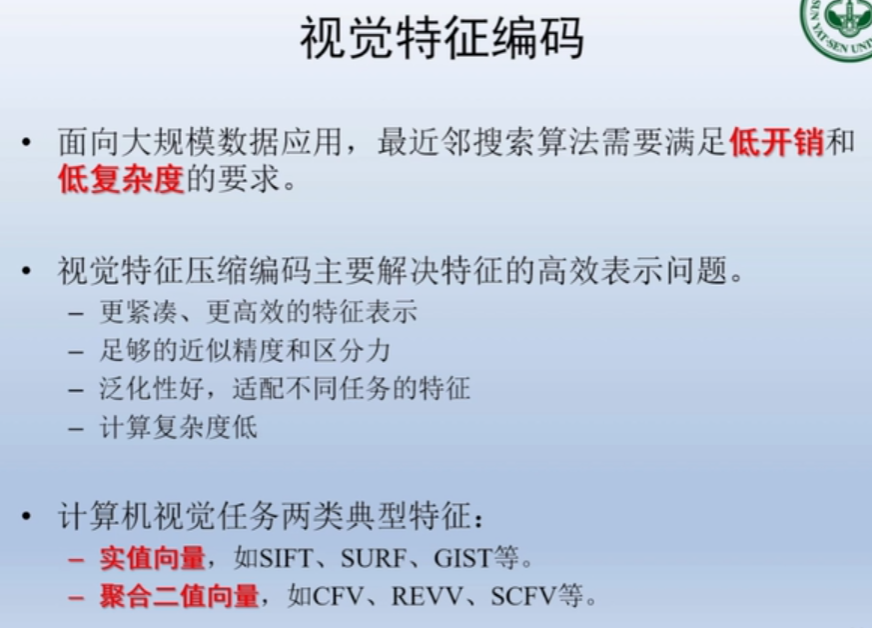 视觉特征编码
SUN YAT-SEN UNI
• 面向大规模数据应用，最近邻搜索算法需要满足低开销和
低复杂度的要求。
• 视觉特征压缩编码主要解决特征的高效表示问题。
– 更紧凑、更高效的特征表示
– 足够的近似精度和区分力
– 泛化性好，适配不同任务的特征
– 计算复杂度低
• 计算机视觉任务两类典型特征：
– 实值向量，如SIFT、SURF、GIST等。
– 聚合二值向量，如CFV、REVV、SCFV等。